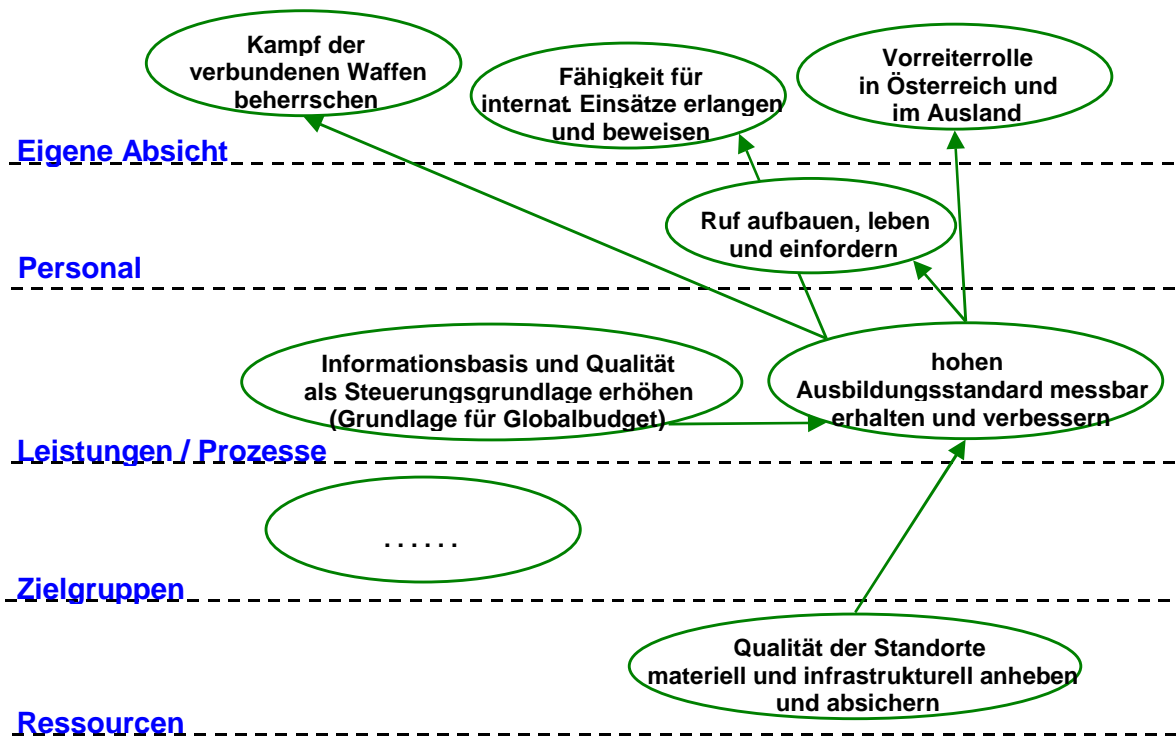 Kampf der
verbundenen Waffen
beherrschen
Fähigkeit für
internat. Einsätze erlangen
und beweisen
Vorreiterrolle
in Österreich und
im Ausland
Eigene Absicht
Ruf aufbauen, leben
und einfordern
Personal
Informationsbasis und Qualität
als Steuerungsgrundlage erhöhen
(Grundlage für Globalbudget)
hohen
Ausbildungsstandard messbar
erhalten und verbessern
Leistungen / Prozesse
. . . . . .
Zielgruppen
Qualität der Standorte
materiell und infrastrukturell anheben
und absichern
Ressourcen